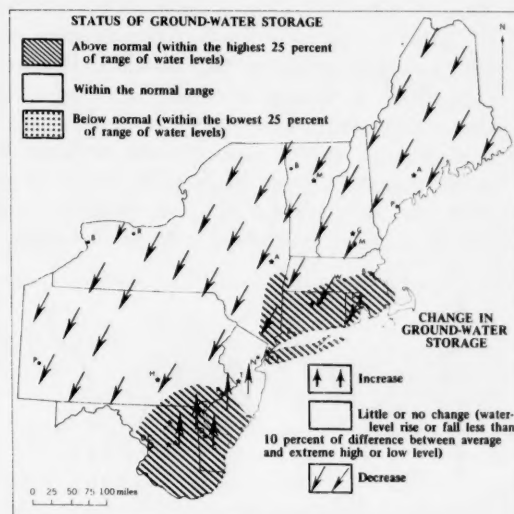 STATUS OF GROUND-WATER STORAGE
Above normal (within the highest 25 percent
of range of water levels)
Within the normal range
Below normal (within the lowest 25 percent
of range of water levels)
N
B
M
A
P
C
M
B
R
A
P
H
T
N
CHANGE IN
GROUND-WATER
STORAGE
Increase
Little or no change (water-
level rise or fall less than
10 percent of difference between average
and extreme high or low level)
Decrease
0 25 50 75 100 miles